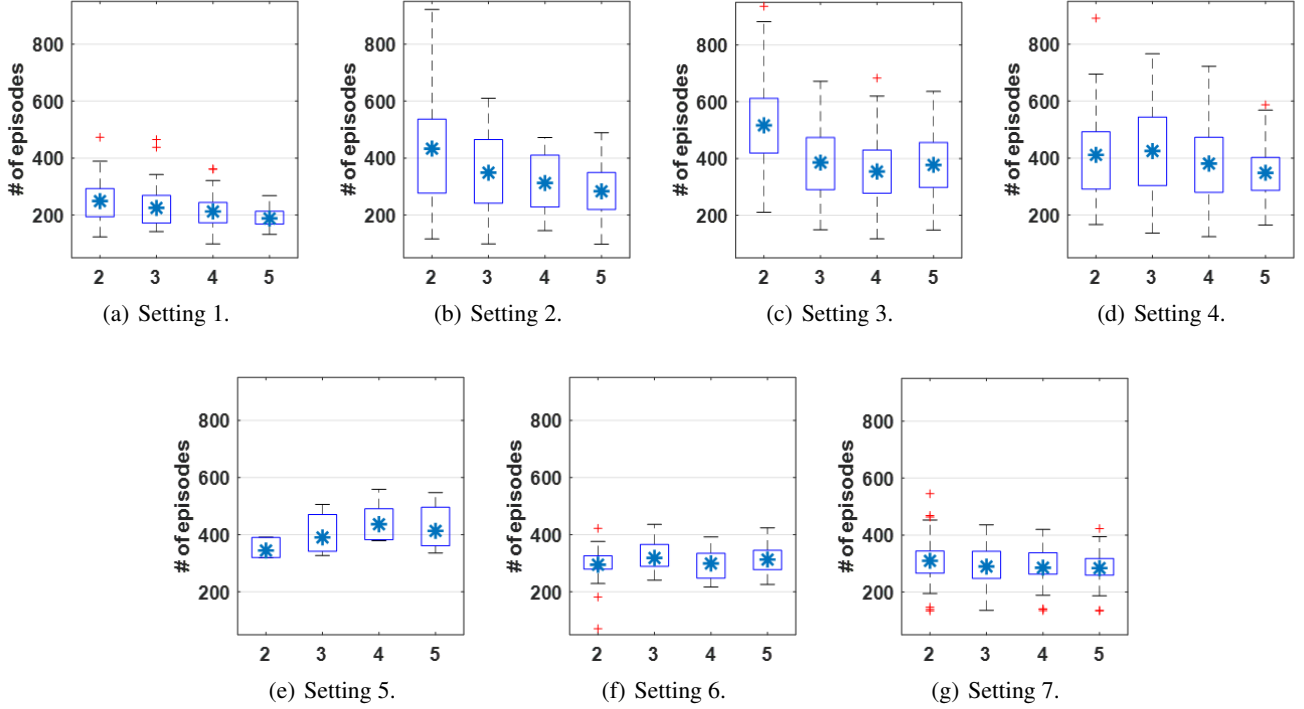 # of episodes
800
600
400
200
2 3 4 5
(a) Setting 1.
# of episodes
800
600
400
200
2 3 4 5
(b) Setting 2.
# of episodes
800
600
400
200
2 3 4 5
(c) Setting 3.
# of episodes
800
600
400
200
2 3 4 5
(d) Setting 4.
# of episodes
800
600
400
200
2 3 4 5
(e) Setting 5.
# of episodes
800
600
400
200
2 3 4 5
(f) Setting 6.
# of episodes
800
600
400
200
2 3 4 5
(g) Setting 7.